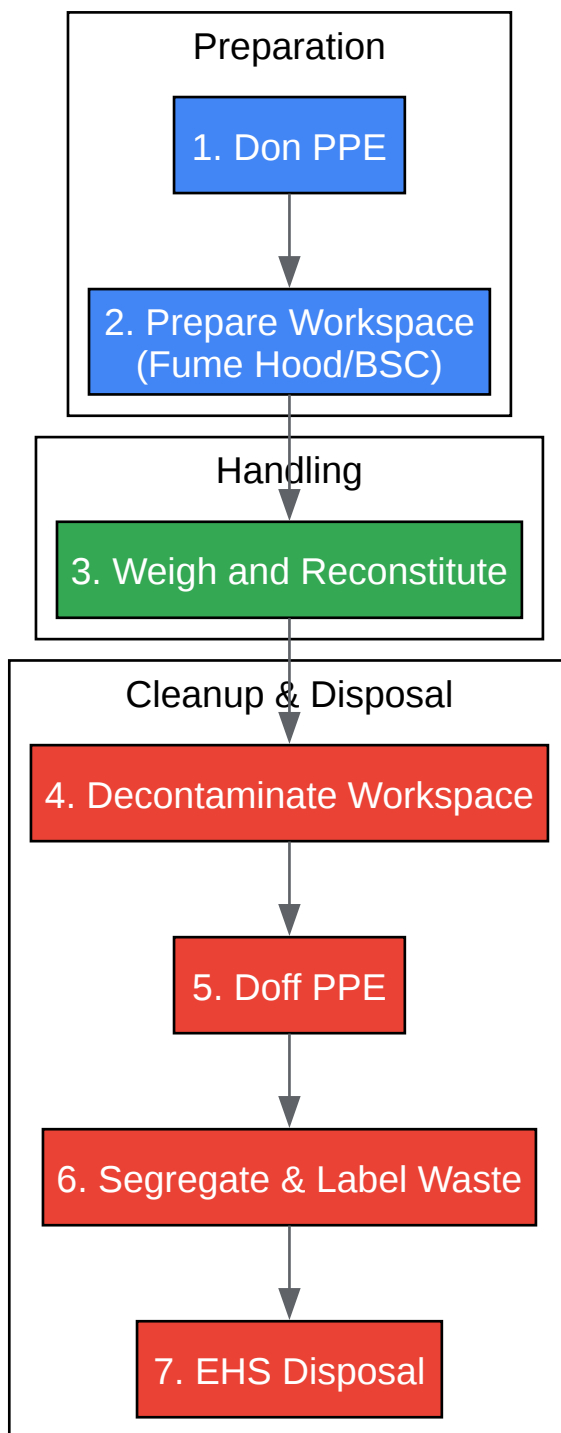 Preparation
1. Don PPE
2. Prepare Workspace
(Fume Hood/BSC)
Handling
3. Weigh and Reconstitute
Cleanup & Disposal
4. Decontaminate Workspace
5. Doff PPE
6. Segregate & Label Waste
7. EHS Disposal